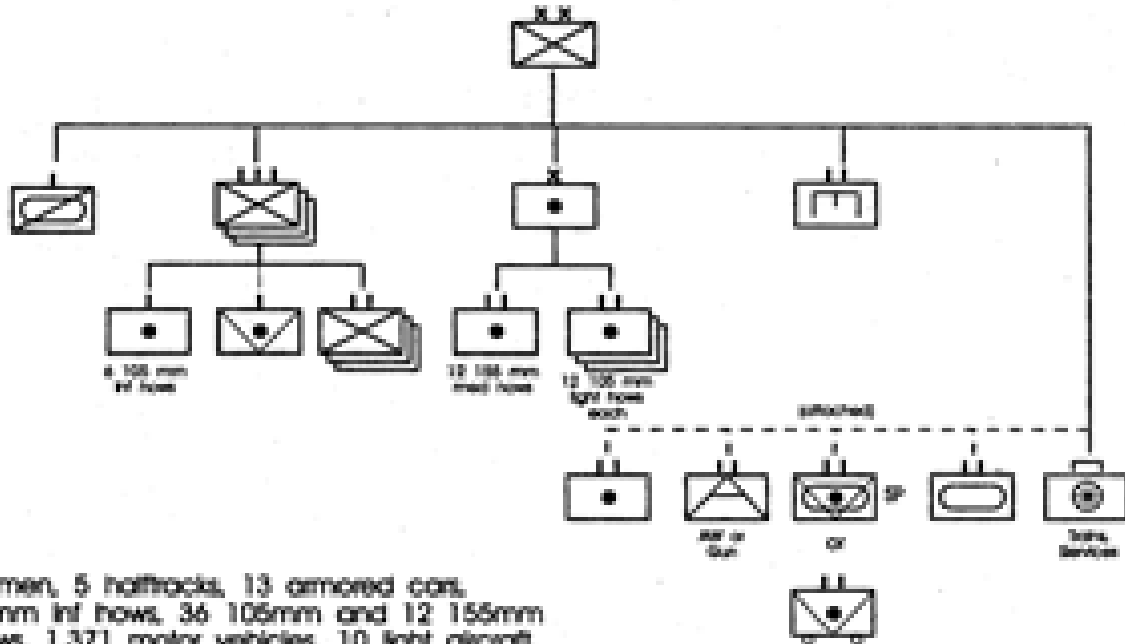 6 105 mm
inf hows
12 155 mm
med hows
12 105 mm
light hows
each
(attached)
SP
AW or
Gun
or
Trains,
Services
men, 5 halftracks, 13 armored cars,
mm inf hows, 36 105mm and 12 155mm
ws, 1,371 motor vehicles, 10 light aircraft